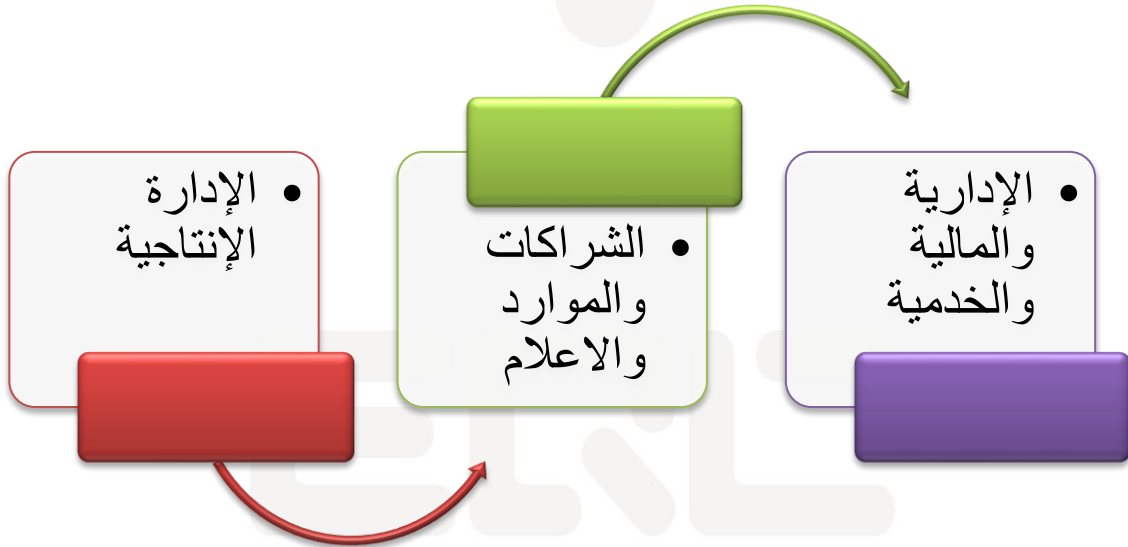 • الإدارة
الإنتاجية
• الشراكات
والموارد
والاعلام
• الإدارية
والمالية
والخدمية